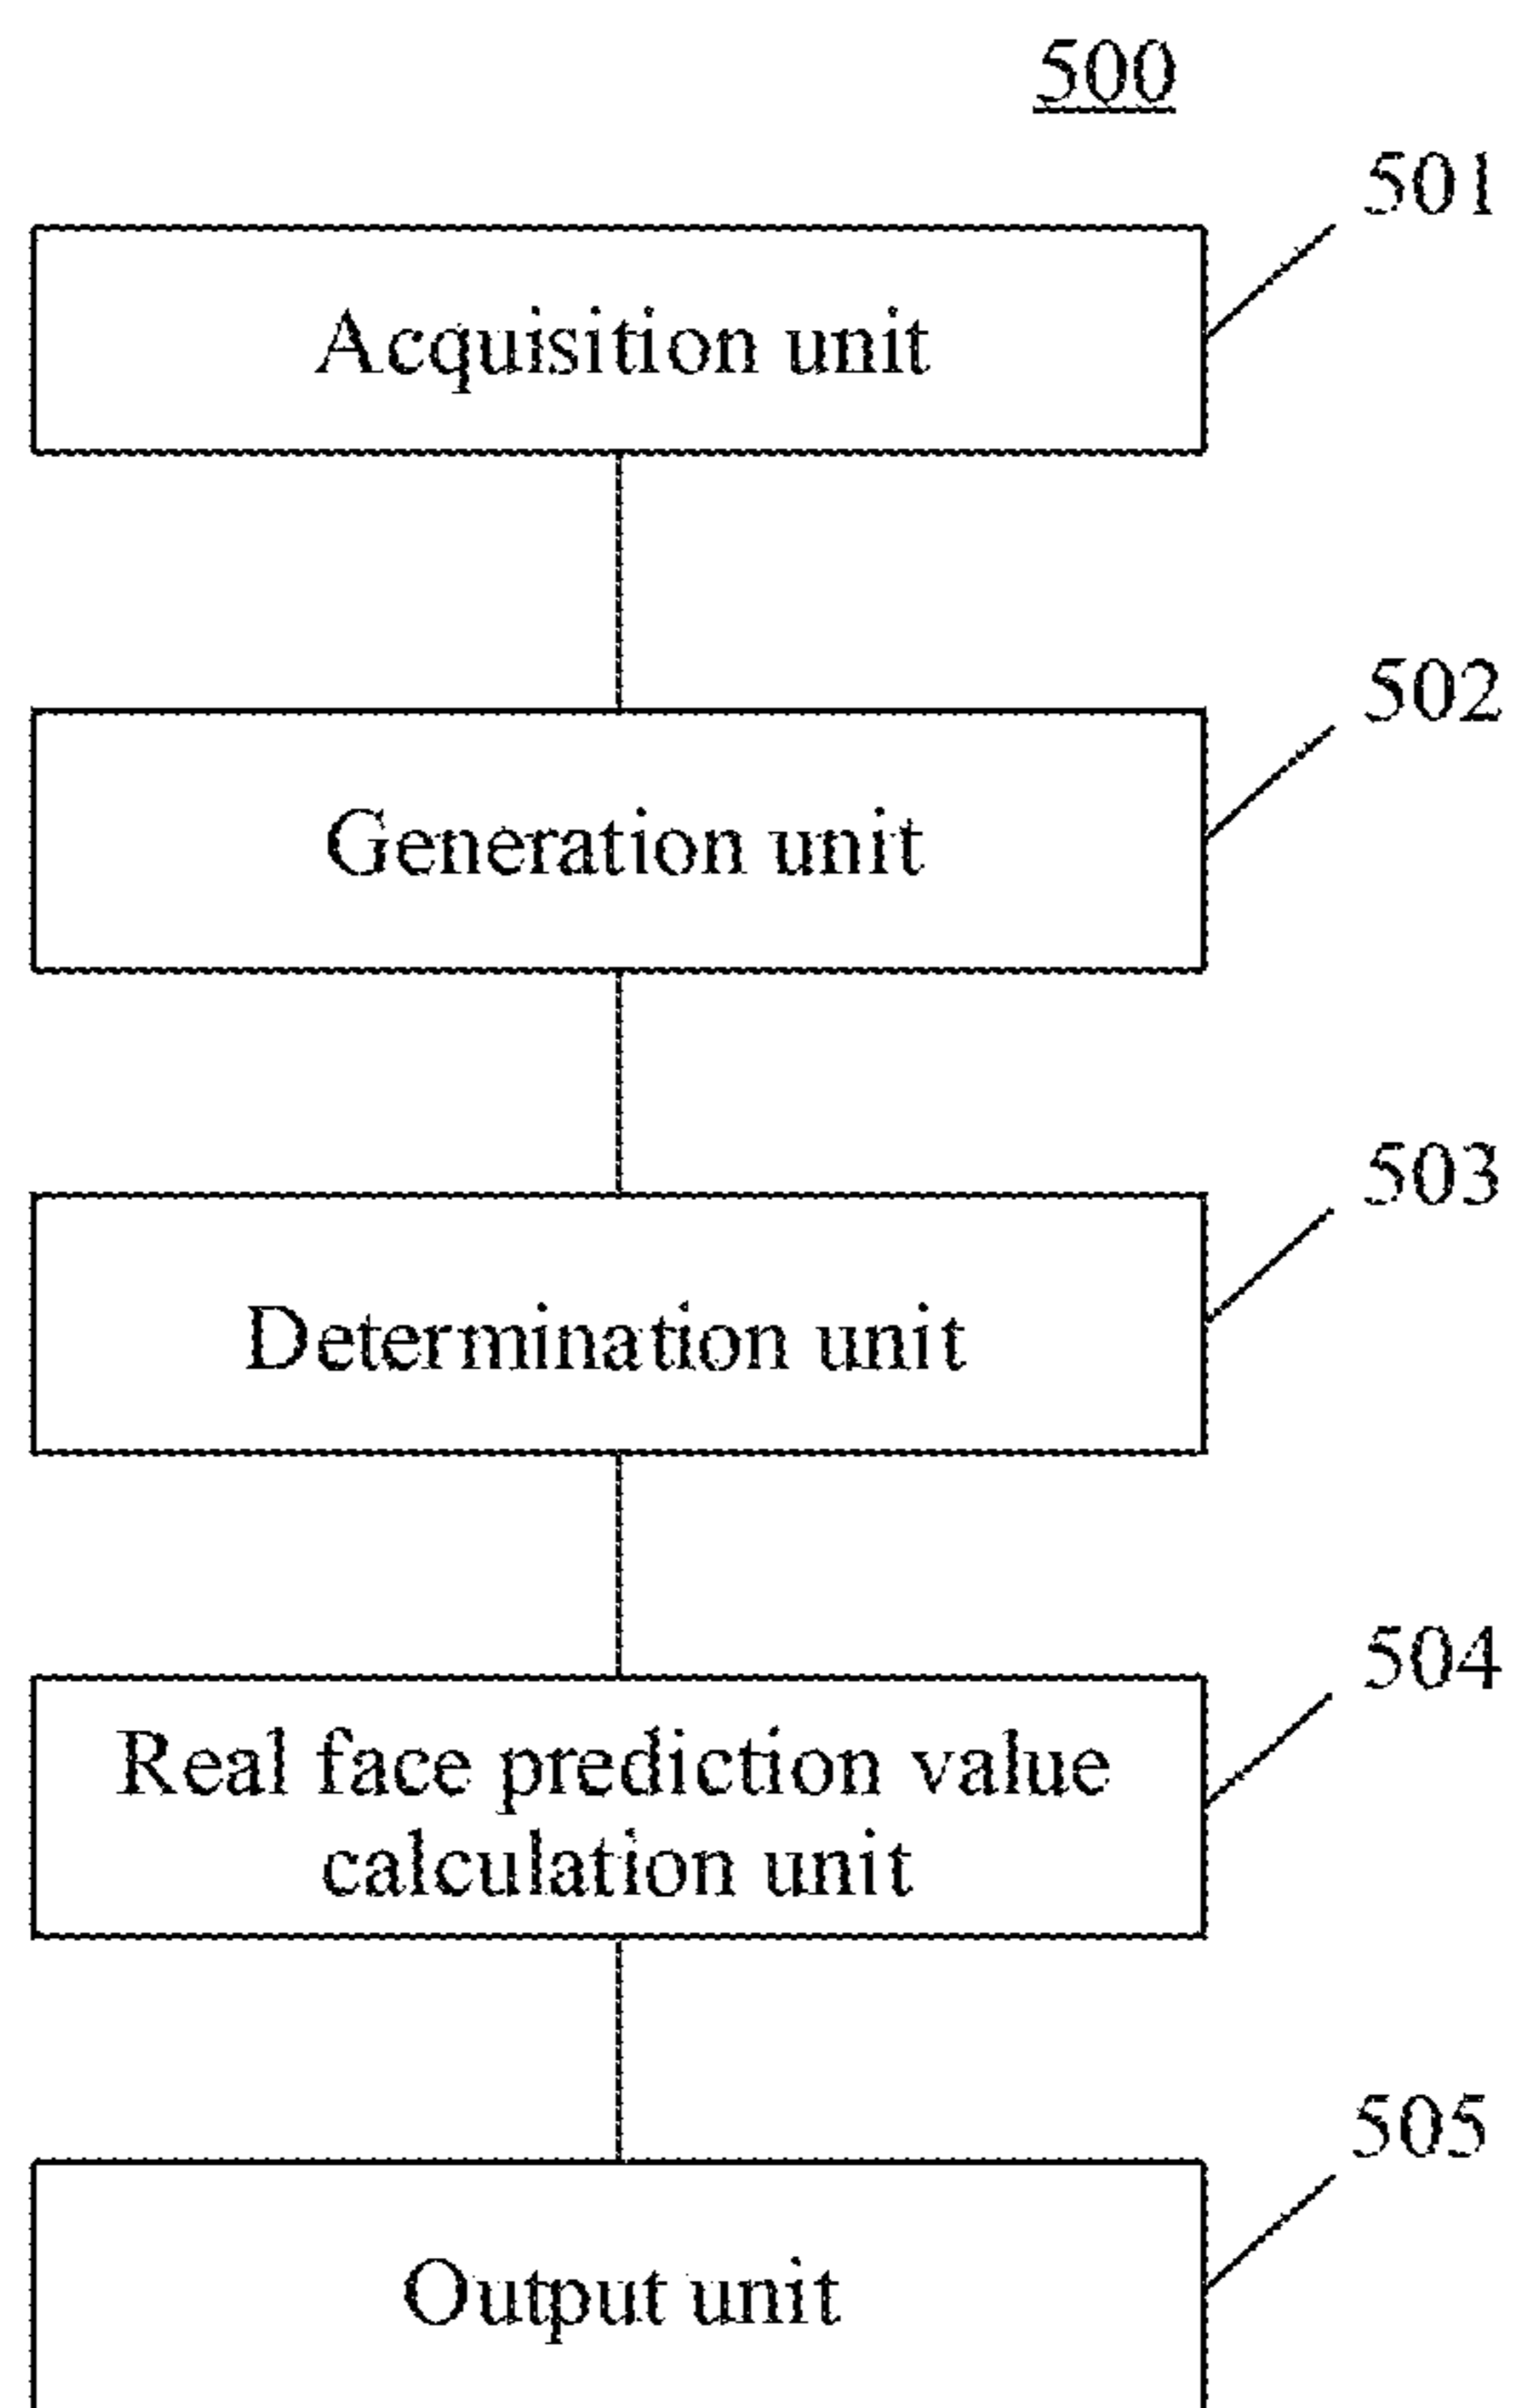 500
501
Acquisition unit
502
Generation unit
503
Determination unit
504
Real face prediction value
calculation unit
505
Output unit